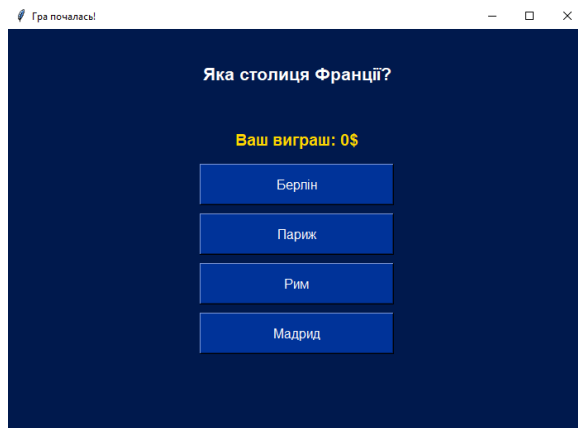 Гра почалась!
Яка столиця Франції?
Ваш виграш: 0$
Берлін
Париж
Рим
Мадрид